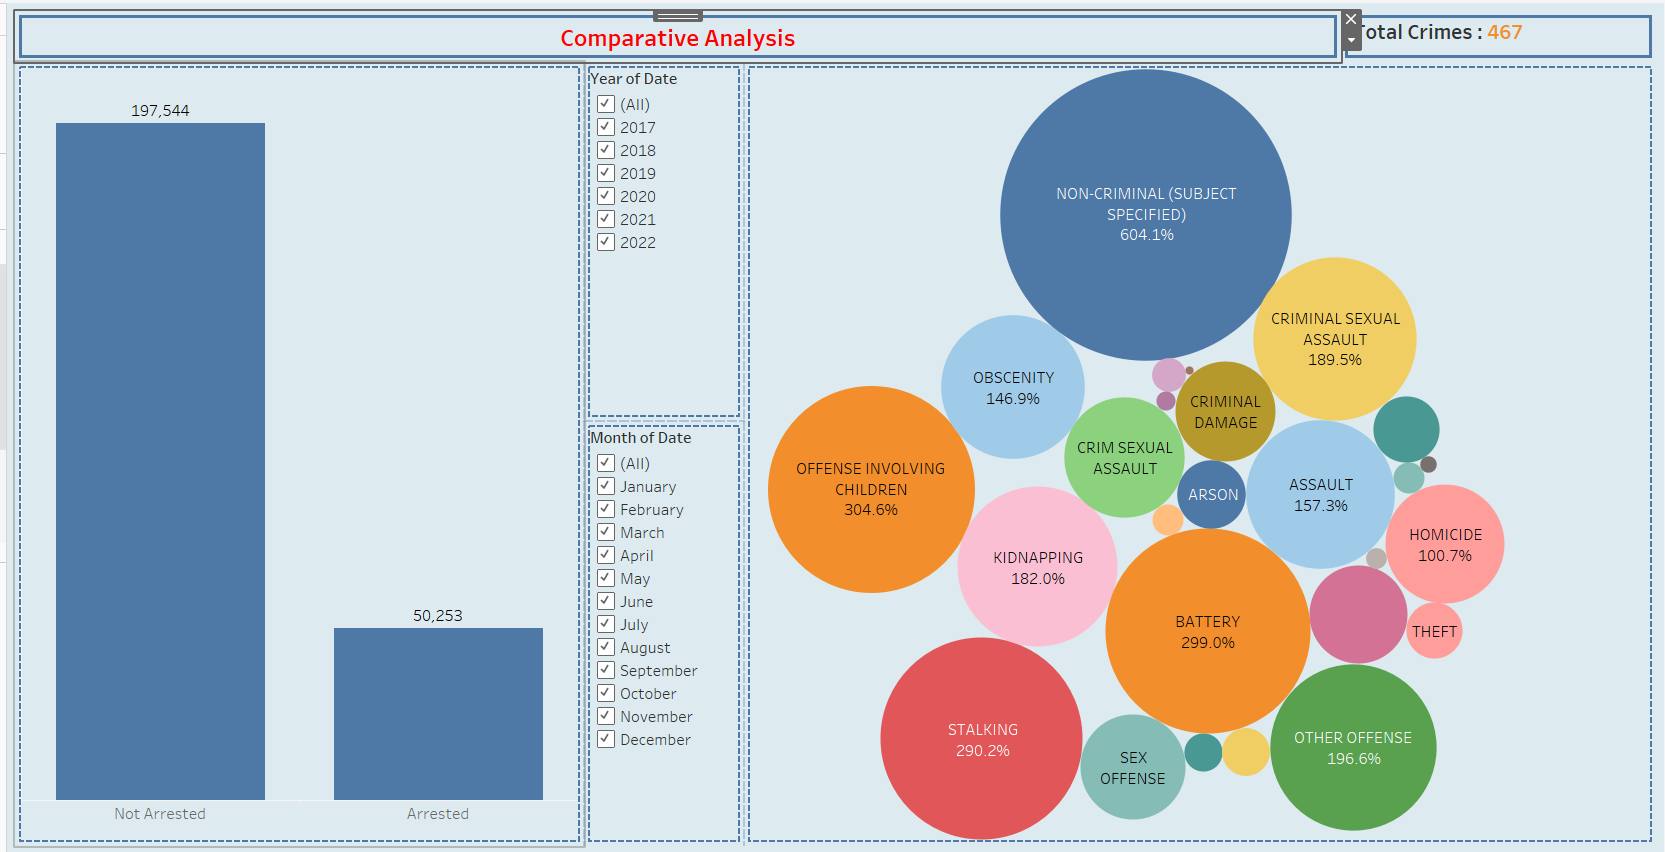 Comparative Analysis
otal Crimes : 467
197,544
50,253
Not Arrested
Arrested
Year of Date
(All)
2017
2018
2019
2020
2021
2022
Month of Date
(All)
January
February
March
April
May
June
July
August
September
October
November
December
NON-CRIMINAL (SUBJECT
SPECIFIED)
604.1%
CRIMINAL SEXUAL
ASSAULT
189.5%
OBSCENITY
146.9%
CRIMINAL
DAMAGE
CRIM SEXUAL
ASSAULT
OFFENSE INVOLVING
CHILDREN
304.6%
ARSON
ASSAULT
157.3%
HOMICIDE
100.7%
KIDNAPPING
182.0%
BATTERY
299.0%
THEFT
STALKING
290.2%
SEX
OFFENSE
OTHER OFFENSE
196.6%